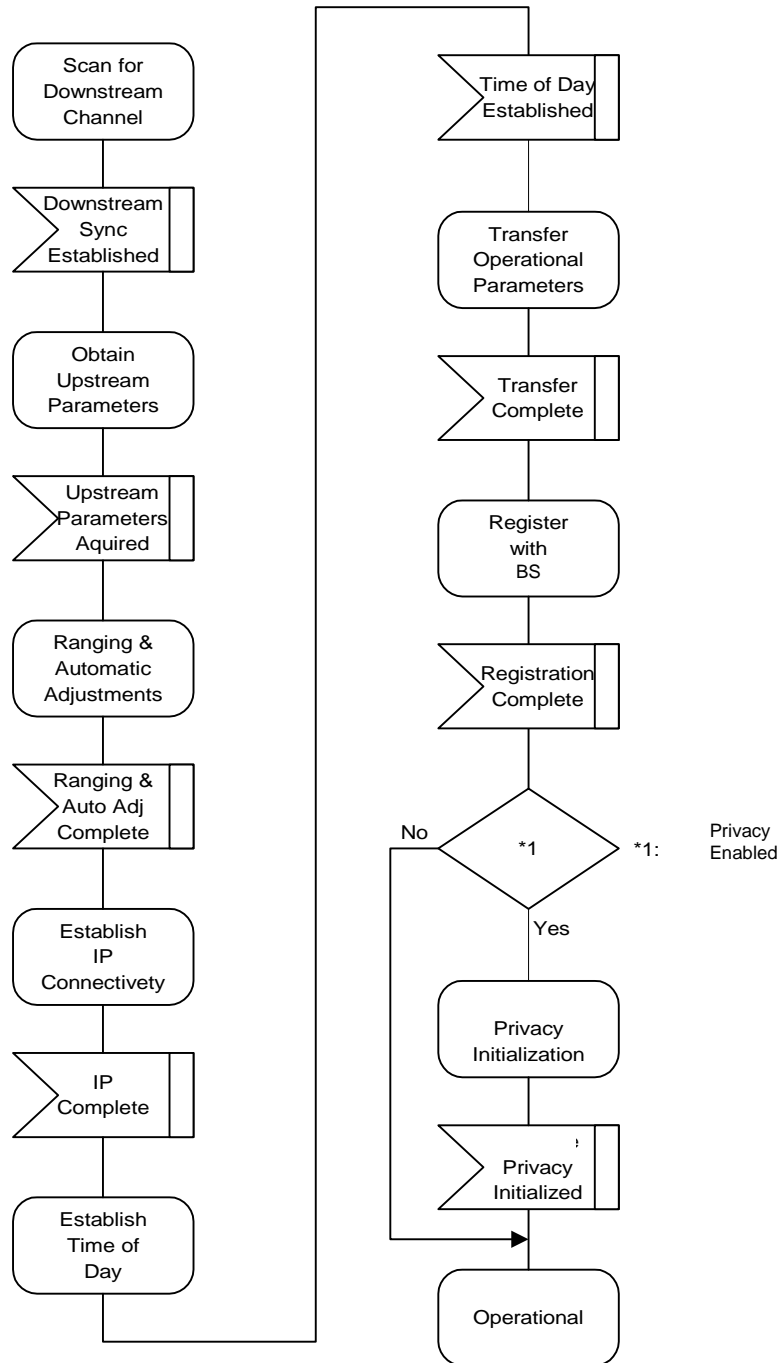 Scan for
Downstream
Channel
Downstream
Sync
Established
Obtain
Upstream
Parameters
Upstream
Parameters
Aquired
Ranging &
Automatic
Adjustments
Ranging &
Auto Adj
Complete
Establish
IP
Connectivety
IP
Complete
Establish
Time of
Day
Time of Day
Established
Transfer
Operational
Parameters
Transfer
Complete
Register
with
BS
Registration
Complete
No
*1
*1:
Privacy
Enabled
Yes
Privacy
Initialization
Privacy
Initialized
Operational